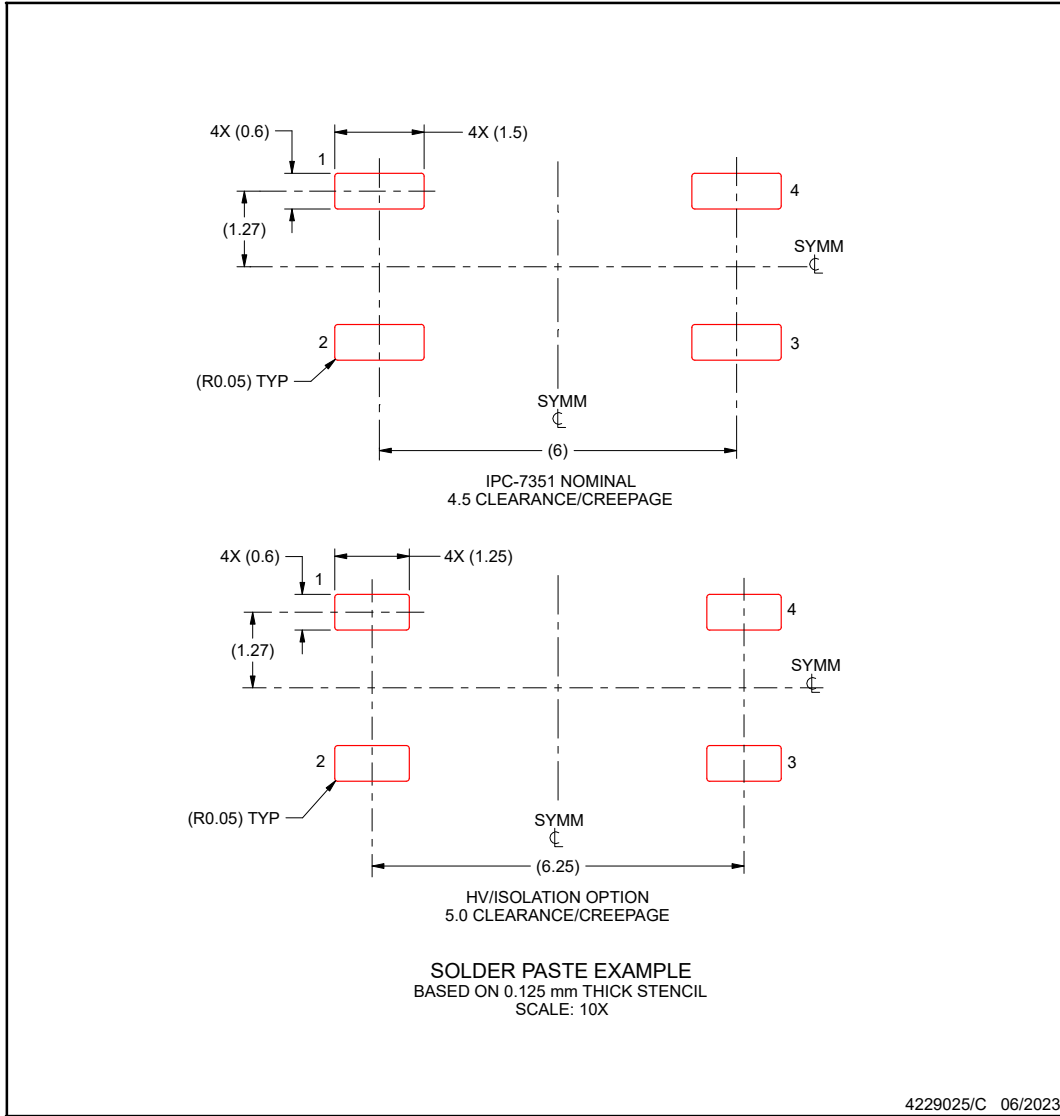 4X (0.6)
4X (1.5)
1
4
(1.27)
SYMM
℄
2
3
(R0.05) TYP
SYMM
℄
(6)
IPC-7351 NOMINAL
4.5 CLEARANCE/CREEPAGE
4X (0.6)
4X (1.25)
1
4
(1.27)
SYMM
℄
2
3
(R0.05) TYP
SYMM
℄
(6.25)
HV/ISOLATION OPTION
5.0 CLEARANCE/CREEPAGE
SOLDER PASTE EXAMPLE
BASED ON 0.125 mm THICK STENCIL
SCALE: 10X
4229025/C 06/2023